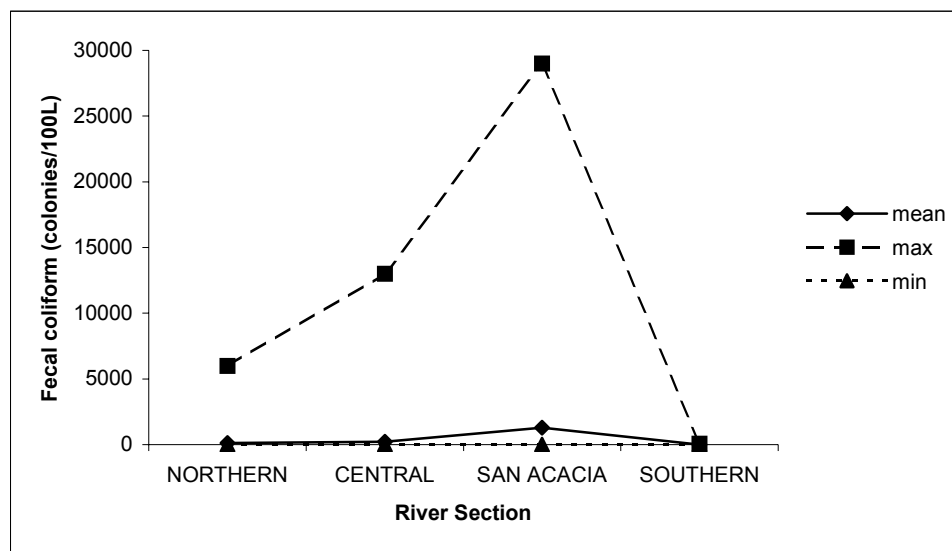 Fecal coliform (colonies/100L)
30000
25000
20000
15000
10000
5000
0
NORTHERN CENTRAL SAN ACACIA SOUTHERN
River Section
mean
max
min